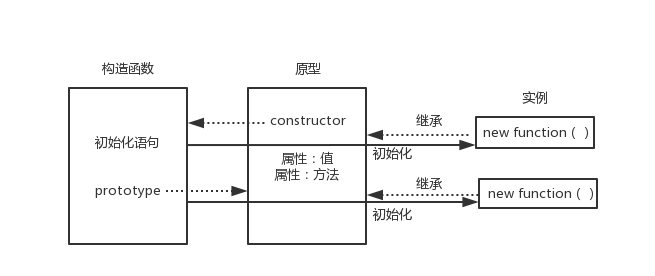 构造函数
原型
实例
初始化语句
prototype
constructor
属性：值
属性：方法
继承
初始化
new function ( )
继承
初始化
new function ( )